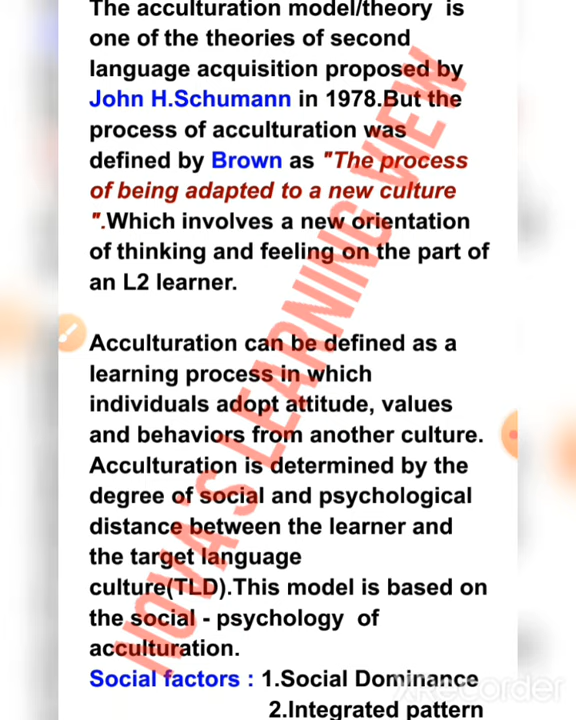 The acculturation model/theory is
one of the theories of second
language acquisition proposed by
John H.Schumann in 1978.But the
process of acculturation was
defined by Brown as "The process
of being adapted to a new culture
".Which involves a new orientation
of thinking and feeling on the part of
an L2 learner.
Acculturation can be defined as a
learning process in which
individuals adopt attitude, values
and behaviors from another culture.
Acculturation is determined by the
degree of social and psychological
distance between the learner and
the target language
culture(TLD).This model is based on
the social - psychology of
acculturation.
Social factors : 1.Social Dominance
2.Integrated pattern
NOVA`S LEARNING VIEW
XRecorder